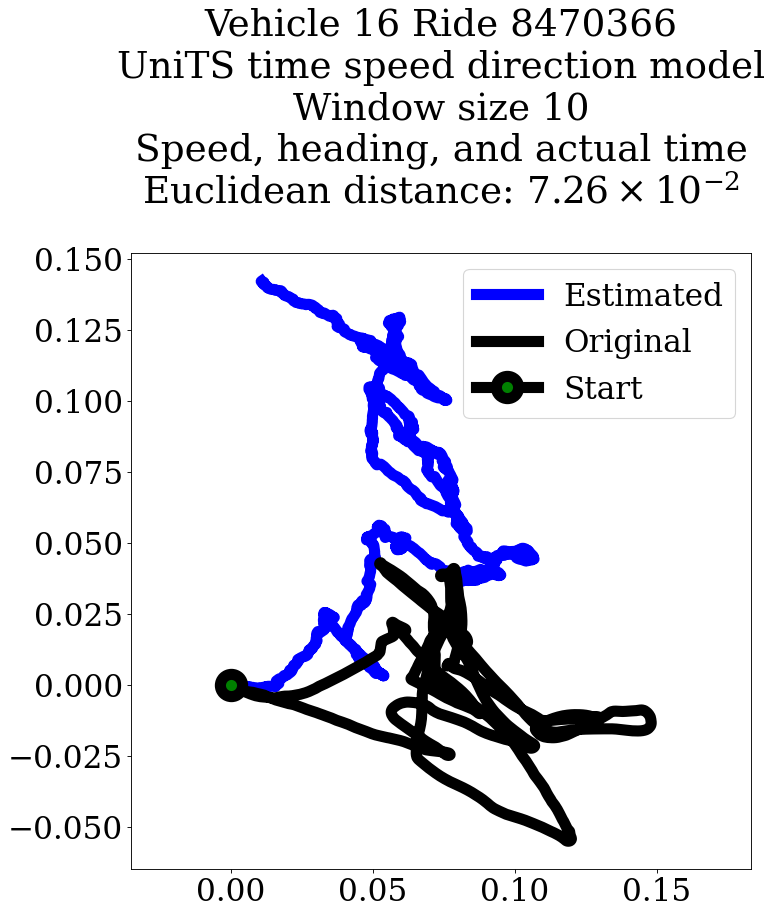 Vehicle 16 Ride 8470366
UniTS time speed direction model
Window size 10
Speed, heading, and actual time
Euclidean distance: 7.26 × 10⁻²
0.150
0.125
0.100
0.075
0.050
0.025
0.000
−0.025
−0.050
Estimated
Original
Start
0.00 0.05 0.10 0.15